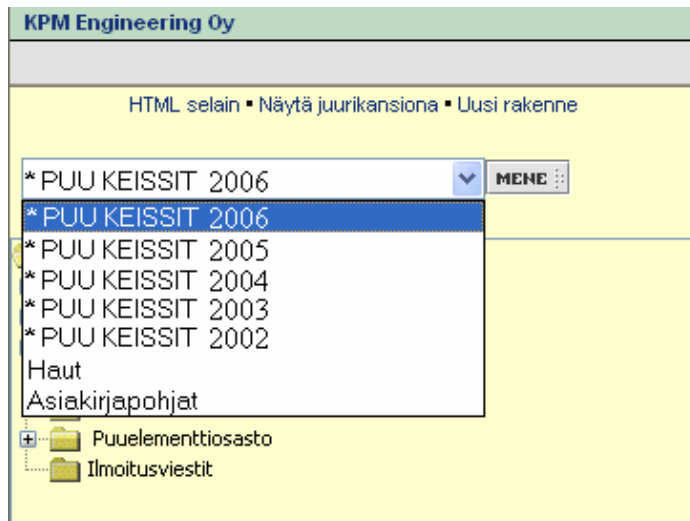 KPM Engineering Oy
HTML selain ▪ Näytä juurikansiona ▪ Uusi rakenne
* PUU KEISSIT 2006 MENE
* PUU KEISSIT 2006
* PUU KEISSIT 2005
* PUU KEISSIT 2004
* PUU KEISSIT 2003
* PUU KEISSIT 2002
Haut
Asiakirjapohjat
Puuelementtiosasto
Ilmoitusviestit